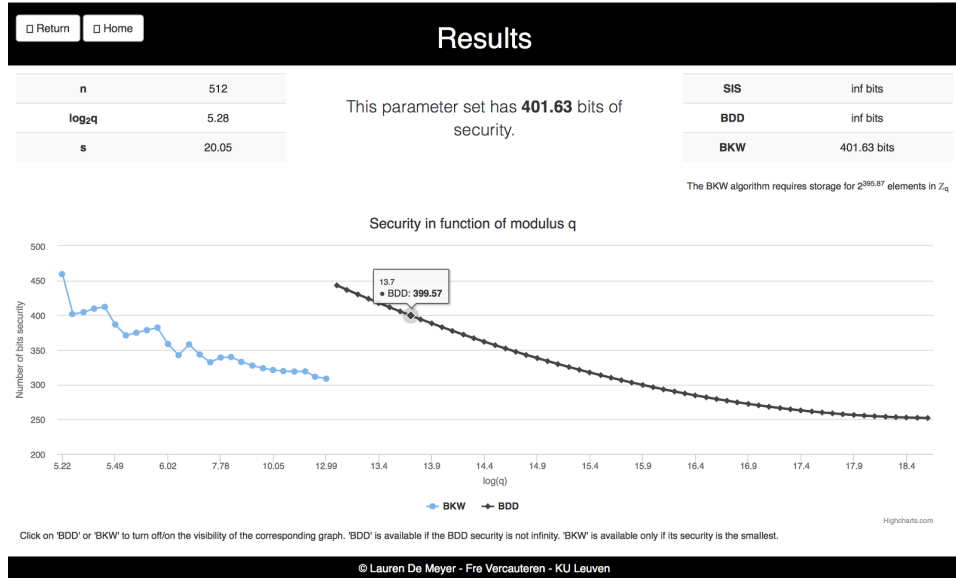 Return
Home
Results
n 512
log₂q 5.28
s 20.05
This parameter set has 401.63 bits of
security.
SIS inf bits
BDD inf bits
BKW 401.63 bits
The BKW algorithm requires storage for 2³⁹⁵·⁸⁷ elements in ℤq
Security in function of modulus q
500
450
400
350
300
250
200
Number of bits security
13.7
● BDD: 399.57
5.22 5.49 6.02 7.78 10.05 12.99 13.4 13.9 14.4 14.9 15.4 15.9 16.4 16.9 17.4 17.9 18.4
log(q)
BKW BDD
Highcharts.com
Click on 'BDD' or 'BKW' to turn off/on the visibility of the corresponding graph. 'BDD' is available if the BDD security is not infinity. 'BKW' is available only if its security is the smallest.
© Lauren De Meyer - Fre Vercauteren - KU Leuven